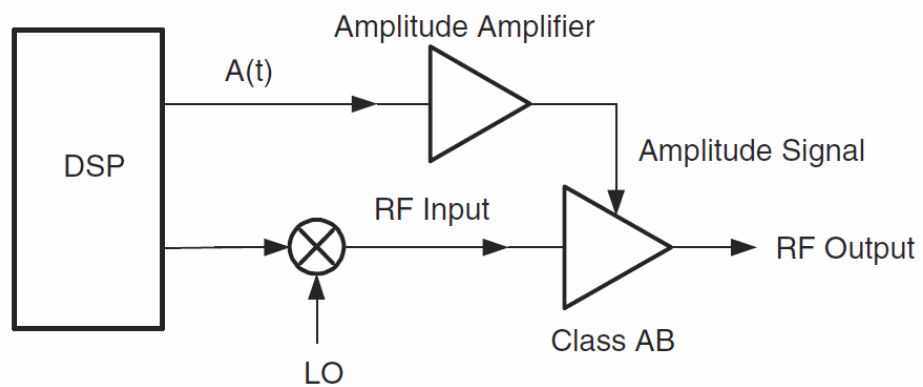 Amplitude Amplifier
A(t)
DSP
Amplitude Signal
RF Input
RF Output
Class AB
LO